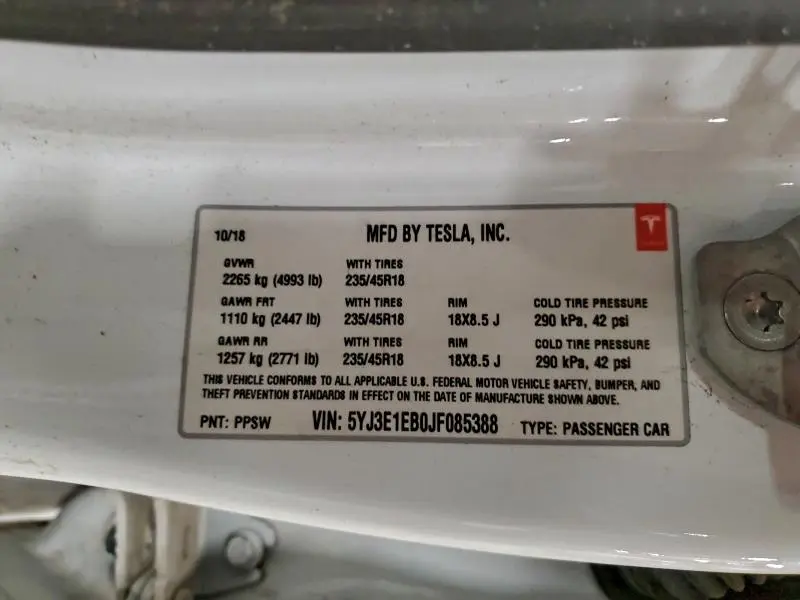 10/18 MFD BY TESLA, INC.
GVWR WITH TIRES
2265 kg (4993 lb) 235/45R18
GAWR FRT WITH TIRES RIM COLD TIRE PRESSURE
1110 kg (2447 lb) 235/45R18 18X8.5 J 290 kPa, 42 psi
GAWR RR WITH TIRES RIM COLD TIRE PRESSURE
1257 kg (2771 lb) 235/45R18 18X8.5 J 290 kPa, 42 psi
THIS VEHICLE CONFORMS TO ALL APPLICABLE U.S. FEDERAL MOTOR VEHICLE SAFETY, BUMPER, AND
THEFT PREVENTION STANDARDS IN EFFECT ON THE DATE OF MANUFACTURE SHOWN ABOVE.
PNT: PPSW VIN: 5YJ3E1EB0JF085388 TYPE: PASSENGER CAR